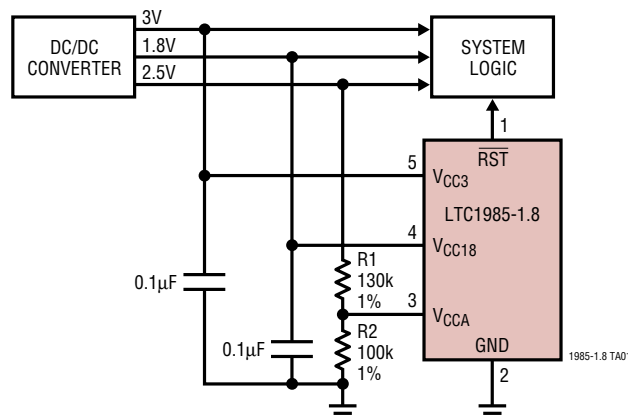 3V
DC/DC
CONVERTER
1.8V
2.5V
SYSTEM
LOGIC
1
RST
5
VCC3
LTC1985-1.8
4
VCC18
R1
130k
1%
0.1µF
3
VCCA
R2
100k
1%
0.1µF
GND
2
1985-1.8 TA01